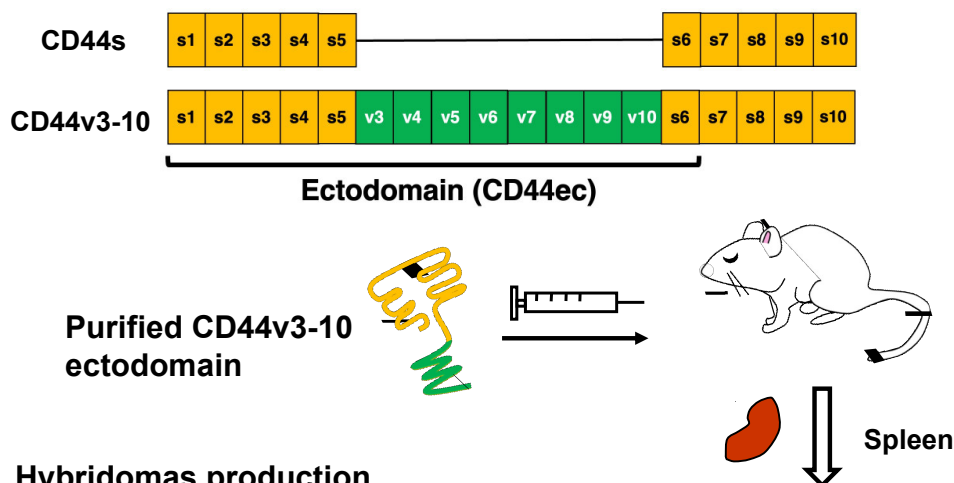 CD44s s1 s2 s3 s4 s5 s6 s7 s8 s9 s10
CD44v3-10 s1 s2 s3 s4 s5 v3 v4 v5 v6 v7 v8 v9 v10 s6 s7 s8 s9 s10
Ectodomain (CD44ec)
Purified CD44v3-10
ectodomain
Spleen
Hybridomas production